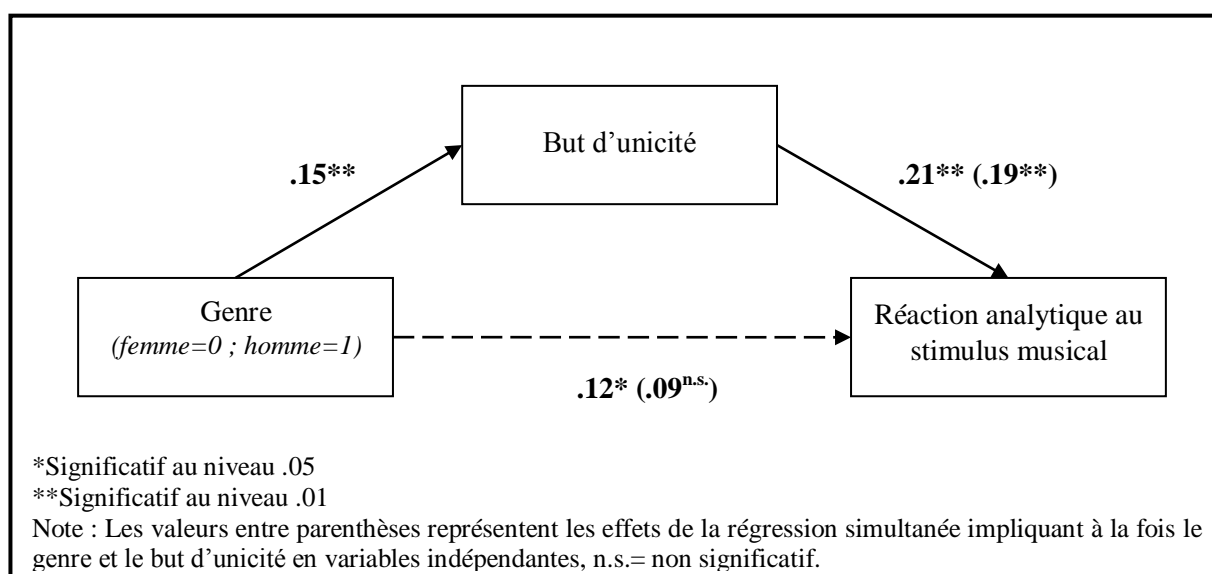 But d’unicité
.15**
.21** (.19**)
Genre
(femme=0 ; homme=1)
Réaction analytique au
stimulus musical
.12* (.09n.s.)
*Significatif au niveau .05
**Significatif au niveau .01
Note : Les valeurs entre parenthèses représentent les effets de la régression simultanée impliquant à la fois le
genre et le but d’unicité en variables indépendantes, n.s.= non significatif.